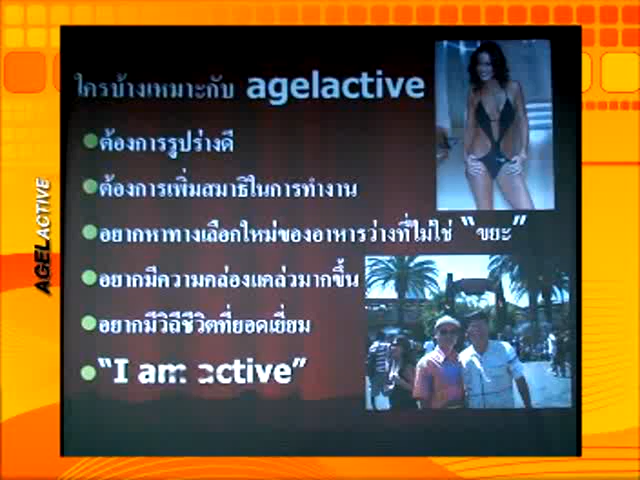 ใครบ้างเหมาะกับ agelactive
ต้องการรูปร่างดี
ต้องการเพิ่มสมาธิในการทำงาน
อยากหาทางเลือกใหม่ของอาหารว่างที่ไม่ใช่ “ขยะ”
อยากมีความคล่องแคล่วมากขึ้น
อยากมีวิถีชีวิตที่ยอดเยี่ยม
“I am active”
AGELACTIVE